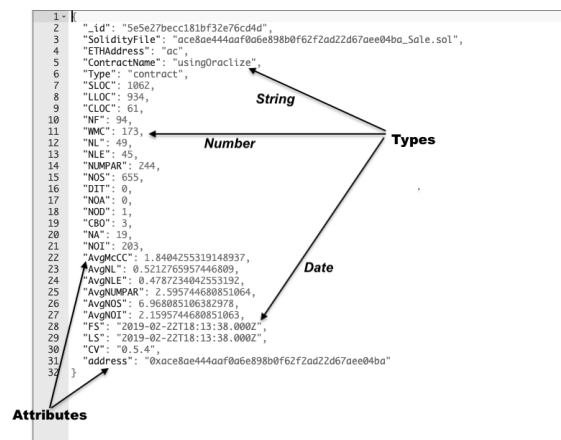 1 {
2 "_id": "5e5e27becc181bf32e76cd4d",
3 "SolidityFile": "ace8ae444aaf0a6e898b0f62f2ad22d67aee04ba_Sale.sol",
4 "ETHAddress": "ac",
5 "ContractName": "usingOraclize",
6 "Type": "contract",
7 "SLOC": 1062,
8 "LLOC": 934,
String
9 "CLOC": 61,
10 "NF": 94,
11 "WMC": 173,
Types
12 "NL": 49,
Number
13 "NLE": 45,
14 "NUMPAR": 244,
15 "NOS": 655,
16 "DIT": 0,
17 "NOA": 0,
18 "NOD": 1,
19 "CBO": 3,
20 "NA": 19,
21 "NOI": 203,
22 "AvgMcCC": 1.8404255319148937,
23 "AvgNL": 0.5212765957446809,
Date
24 "AvgNLE": 0.4787234042553192,
25 "AvgNUMPAR": 2.595744680851064,
26 "AvgNOS": 6.968085106382978,
27 "AvgNOI": 2.1595744680851063,
28 "FS": "2019-02-22T18:13:38.000Z",
29 "LS": "2019-02-22T18:13:38.000Z",
30 "CV": "0.5.4",
31 "address": "0xace8ae444aaf0a6e898b0f62f2ad22d67aee04ba"
32 }
Attributes